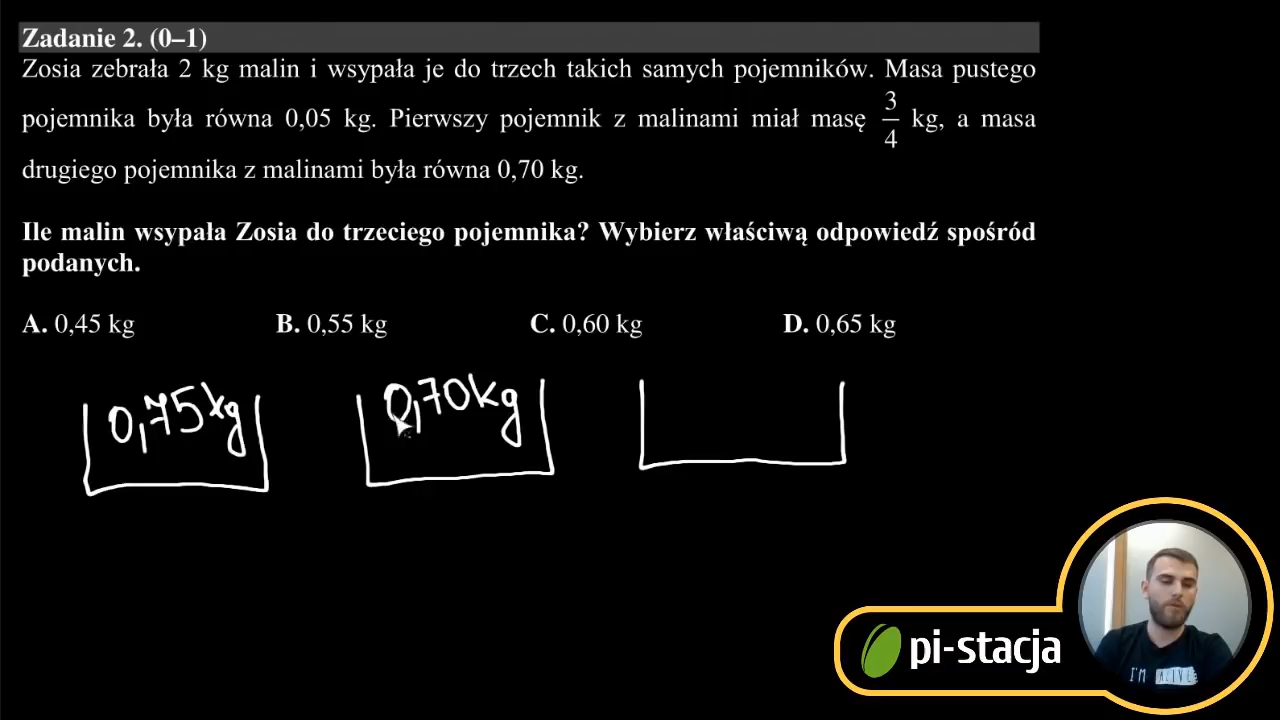 Zadanie 2. (0–1)
Zosia zebrała 2 kg malin i wsypała je do trzech takich samych pojemników. Masa pustego
pojemnika była równa 0,05 kg. Pierwszy pojemnik z malinami miał masę 3/4 kg, a masa
drugiego pojemnika z malinami była równa 0,70 kg.
Ile malin wsypała Zosia do trzeciego pojemnika? Wybierz właściwą odpowiedź spośród
podanych.
A. 0,45 kg B. 0,55 kg C. 0,60 kg D. 0,65 kg
0,75kg 0,70kg
pi-stacja
I'M ALIVE